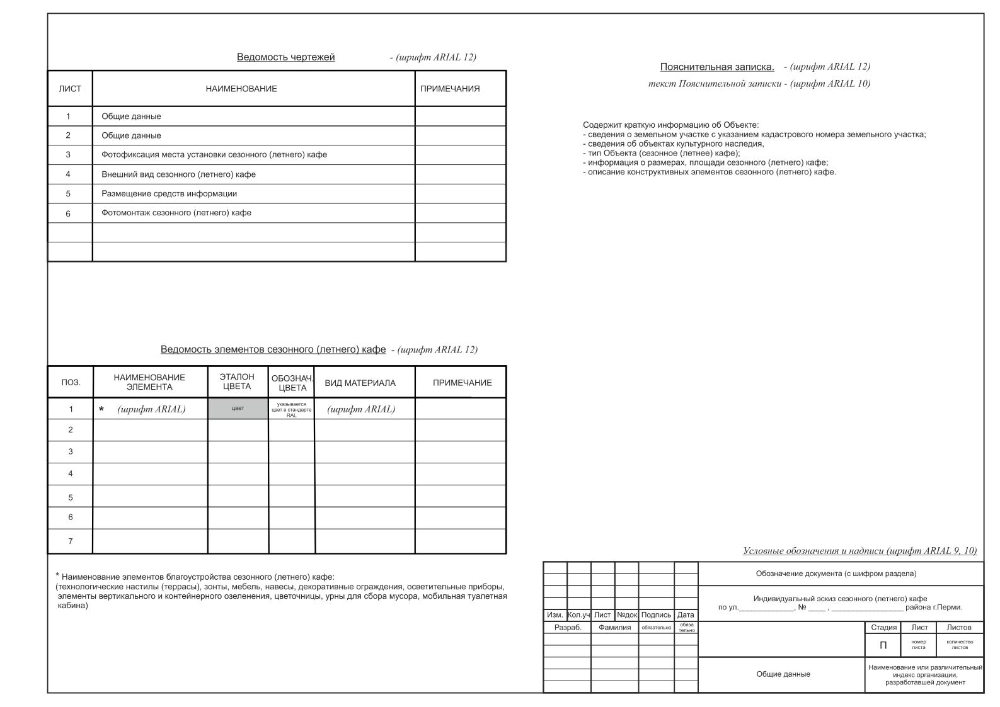 Ведомость чертежей - (шрифт ARIAL 12)
ЛИСТ НАИМЕНОВАНИЕ ПРИМЕЧАНИЯ
1 Общие данные
2 Общие данные
3 Фотофиксация места установки сезонного (летнего) кафе
4 Внешний вид сезонного (летнего) кафе
5 Размещение средств информации
6 Фотомонтаж сезонного (летнего) кафе
Пояснительная записка. - (шрифт ARIAL 12)
текст Пояснительной записки - (шрифт ARIAL 10)
Содержит краткую информацию об Объекте:
- сведения о земельном участке с указанием кадастрового номера земельного участка;
- сведения об объектах культурного наследия,
- тип Объекта (сезонное (летнее) кафе);
- информация о размерах, площади сезонного (летнего) кафе;
- описание конструктивных элементов сезонного (летнего) кафе.
Ведомость элементов сезонного (летнего) кафе - (шрифт ARIAL 12)
ПОЗ.
НАИМЕНОВАНИЕ
ЭЛЕМЕНТА
ЭТАЛОН
ЦВЕТА
ОБОЗНАЧ.
ЦВЕТА
ВИД МАТЕРИАЛА
ПРИМЕЧАНИЕ
1 * (шрифт ARIAL) цвет
указывается
цвет в стандарте
RAL
(шрифт ARIAL)
2
3
4
5
6
7
* Наименование элементов благоустройства сезонного (летнего) кафе:
(технологические настилы (террасы), зонты, мебель, навесы, декоративные ограждения, осветительные приборы,
элементы вертикального и контейнерного озеленения, цветочницы, урны для сбора мусора, мобильная туалетная
кабина)
Условные обозначения и надписи (шрифт ARIAL 9, 10)
Обозначение документа (с шифром раздела)
Индивидуальный эскиз сезонного (летнего) кафе
по ул._____________, № ____ , _________________ района г.Перми.
Изм. Кол.уч Лист №док. Подпись Дата
Разраб. Фамилия обязательно
обяза
тельно
Стадия Лист Листов
П
номер
листа
количество
листов
Общие данные
Наименование или различительный
индекс организации,
разработавшей документ